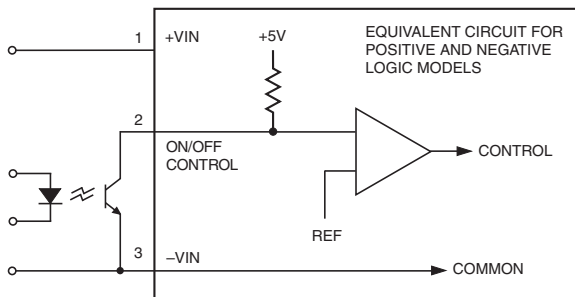 EQUIVALENT CIRCUIT FOR
POSITIVE AND NEGATIVE
LOGIC MODELS
1
+VIN
+5V
2
ON/OFF
CONTROL
CONTROL
REF
3
–VIN
COMMON